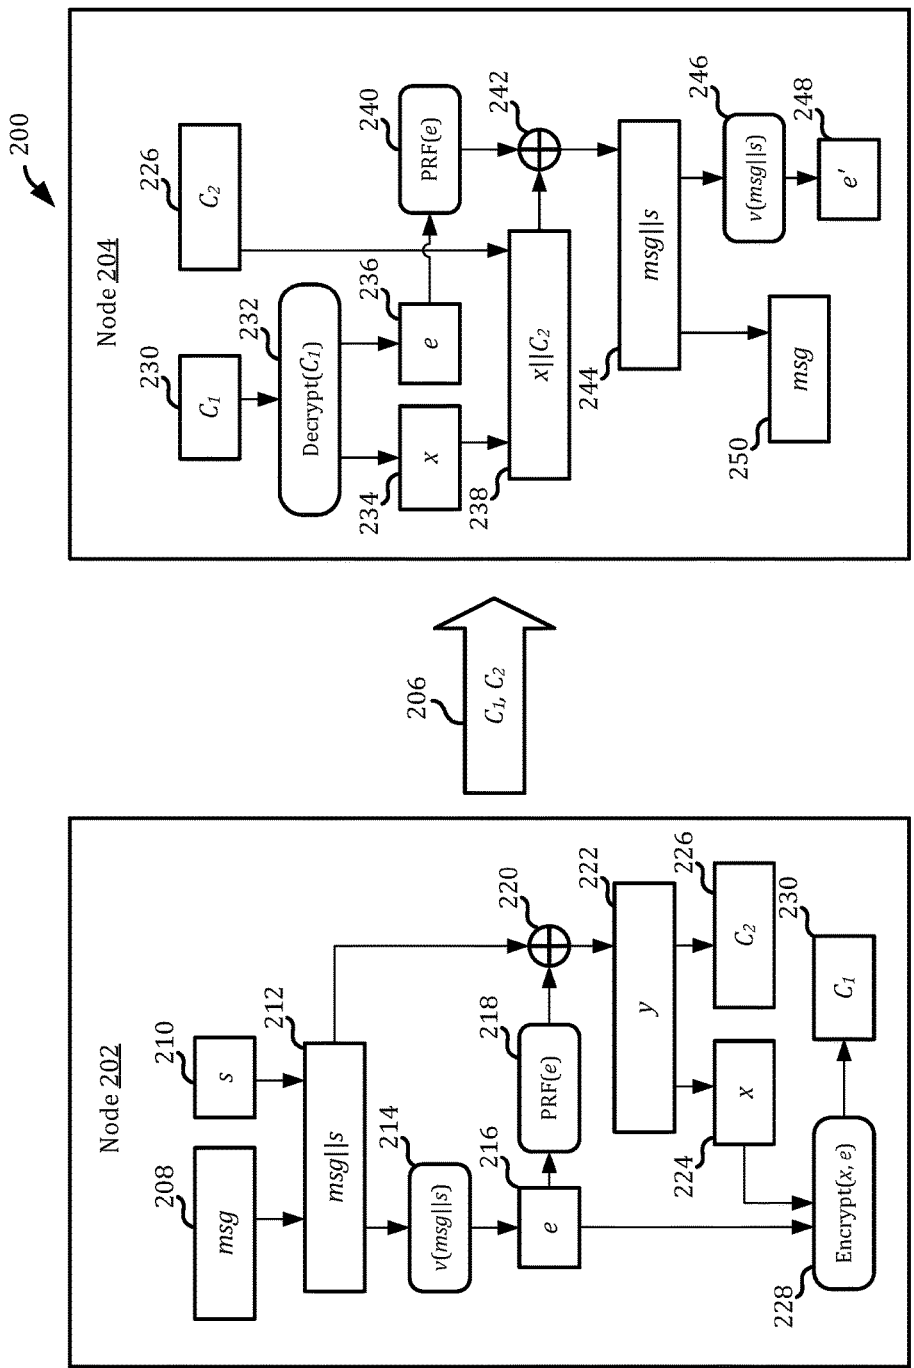 200
Node 202
208
msg
210
s
212
msg||s
214
v(msg||s)
216
e
218
PRF(e)
220
222
y
224
x
226
C2
228
Encrypt(x, e)
230
C1
206
C1, C2
Node 204
230
C1
226
C2
232
Decrypt(C1)
234
x
236
e
238
x||C2
240
PRF(e)
242
244
msg||s
246
v(msg||s)
248
e'
250
msg